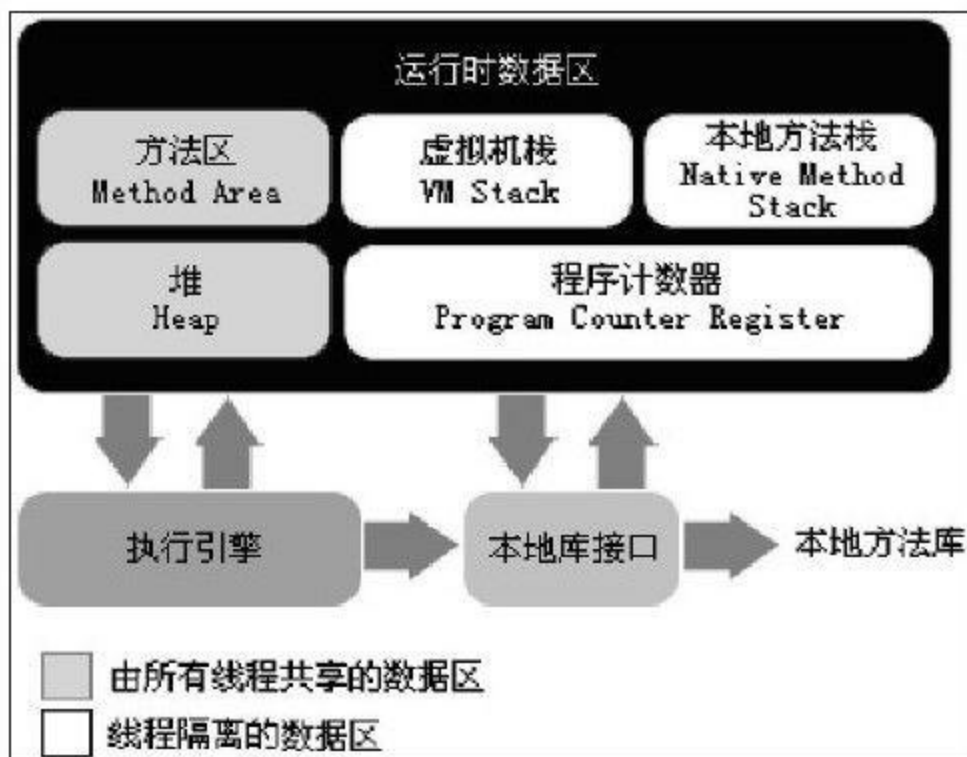 运行时数据区
方法区
Method Area
虚拟机栈
VM Stack
本地方法栈
Native Method
Stack
堆
Heap
程序计数器
Program Counter Register
执行引擎
本地库接口
本地方法库
由所有线程共享的数据区
线程隔离的数据区